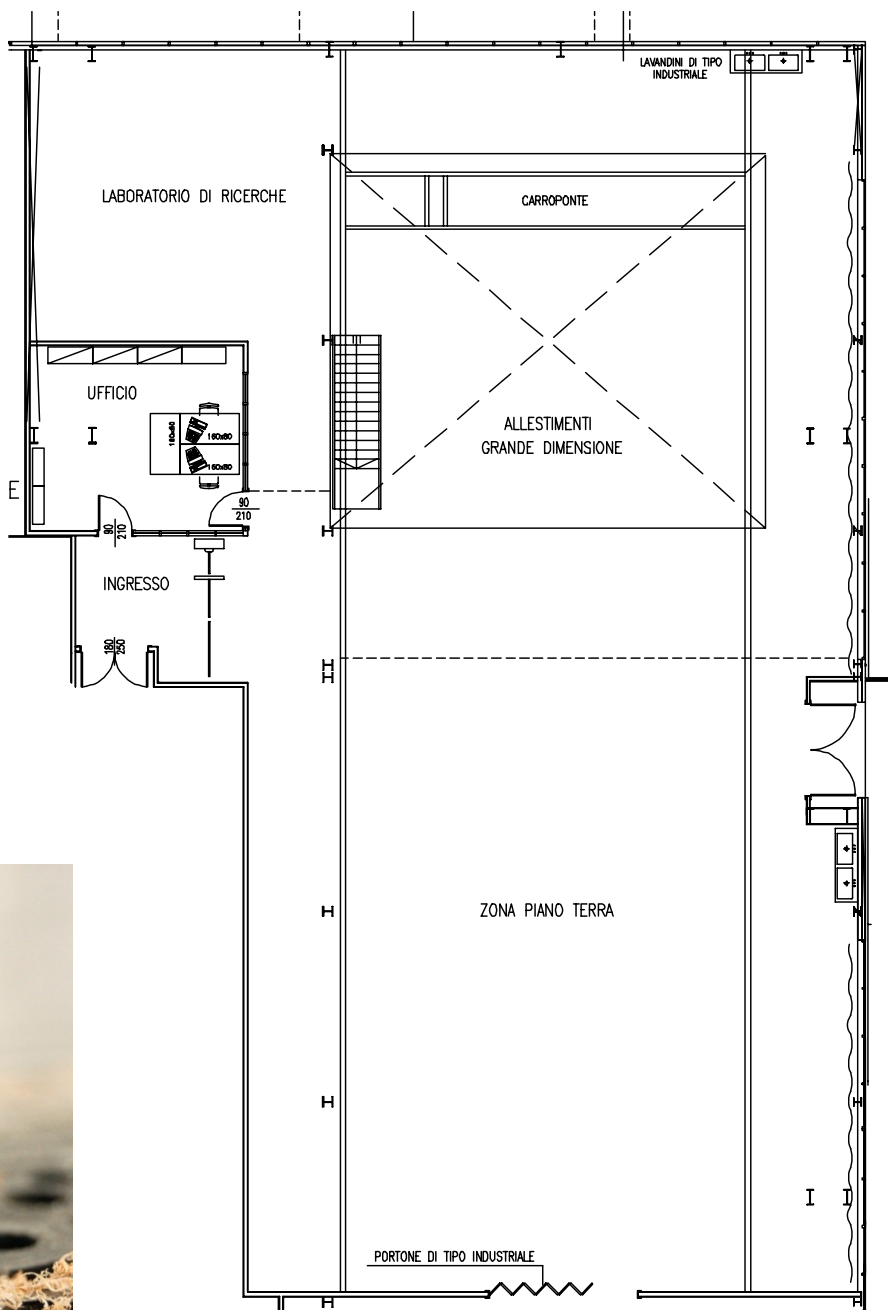 LAVANDINI DI TIPO
INDUSTRIALE
LABORATORIO DI RICERCHE
CARROPONTE
UFFICIO
180x80
160x80
160x80
ALLESTIMENTI
GRANDE DIMENSIONE
E
90
210
90
210
INGRESSO
180
250
ZONA PIANO TERRA
PORTONE DI TIPO INDUSTRIALE